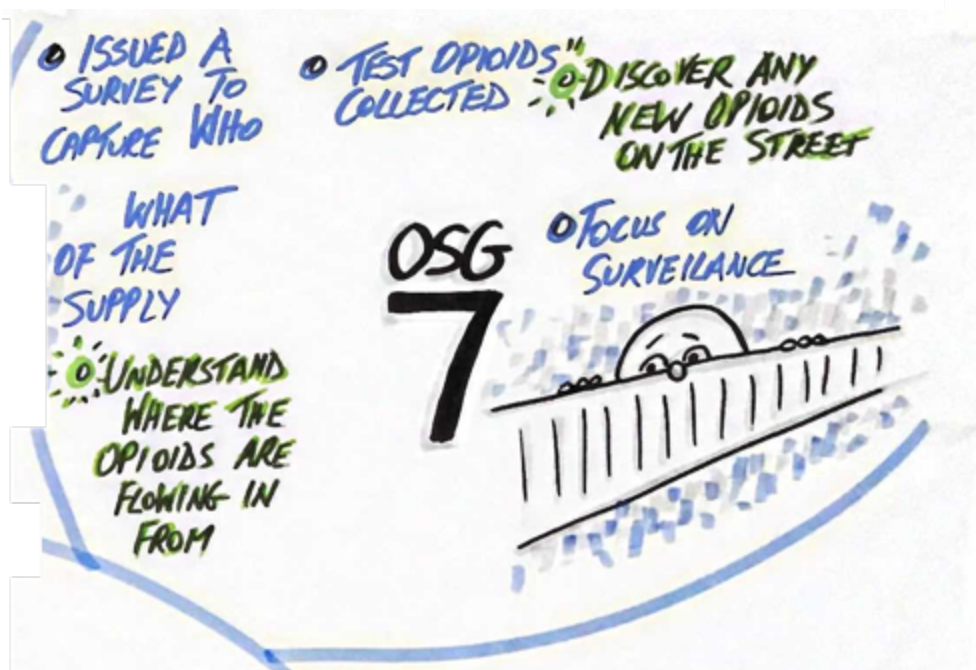 ISSUED A
SURVEY TO
CAPTURE WHO
WHAT
OF THE
SUPPLY
UNDERSTAND
WHERE THE
OPIOIDS ARE
FLOWING IN
FROM
TEST OPIOIDS"
COLLECTED
DISCOVER ANY
NEW OPIOIDS
ON THE STREET
OSG
7
FOCUS ON
SURVEILANCE